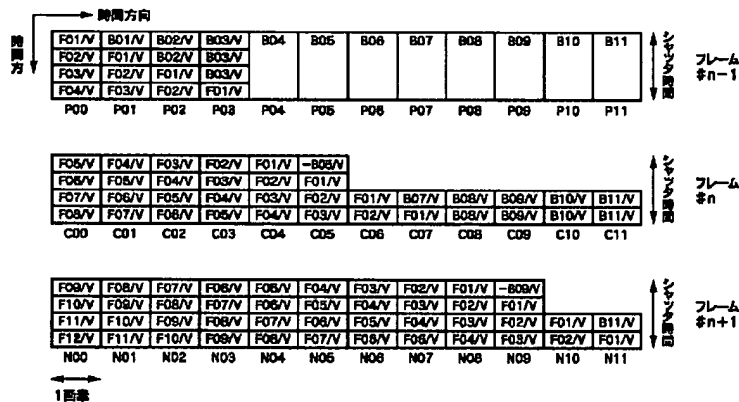 時間方向
時間方
F01/V B01/V B02/V B03/V B04 B05 B06 B07 B08 B09 B10 B11
F02/V F01/V B02/V B03/V
F03/V F02/V F01/V B03/V
F04/V F03/V F02/V F01/V
P00 P01 P02 P03 P04 P05 P06 P07 P08 P09 P10 P11
シャッタ時間
フレーム
#n-1
F05/V F04/V F03/V F02/V F01/V -B05/V
F06/V F05/V F04/V F03/V F02/V F01/V
F07/V F06/V F05/V F04/V F03/V F02/V F01/V B07/V B08/V B09/V B10/V B11/V
F08/V F07/V F06/V F05/V F04/V F03/V F02/V F01/V B08/V B09/V B10/V B11/V
C00 C01 C02 C03 C04 C05 C06 C07 C08 C09 C10 C11
シャッタ時間
フレーム
#n
F09/V F08/V F07/V F06/V F05/V F04/V F03/V F02/V F01/V -B09/V
F10/V F09/V F08/V F07/V F06/V F05/V F04/V F03/V F02/V F01/V
F11/V F10/V F09/V F08/V F07/V F06/V F05/V F04/V F03/V F02/V F01/V B11/V
F12/V F11/V F10/V F09/V F08/V F07/V F06/V F05/V F04/V F03/V F02/V F01/V
N00 N01 N02 N03 N04 N05 N06 N07 N08 N09 N10 N11
シャッタ時間
フレーム
#n+1
1画素